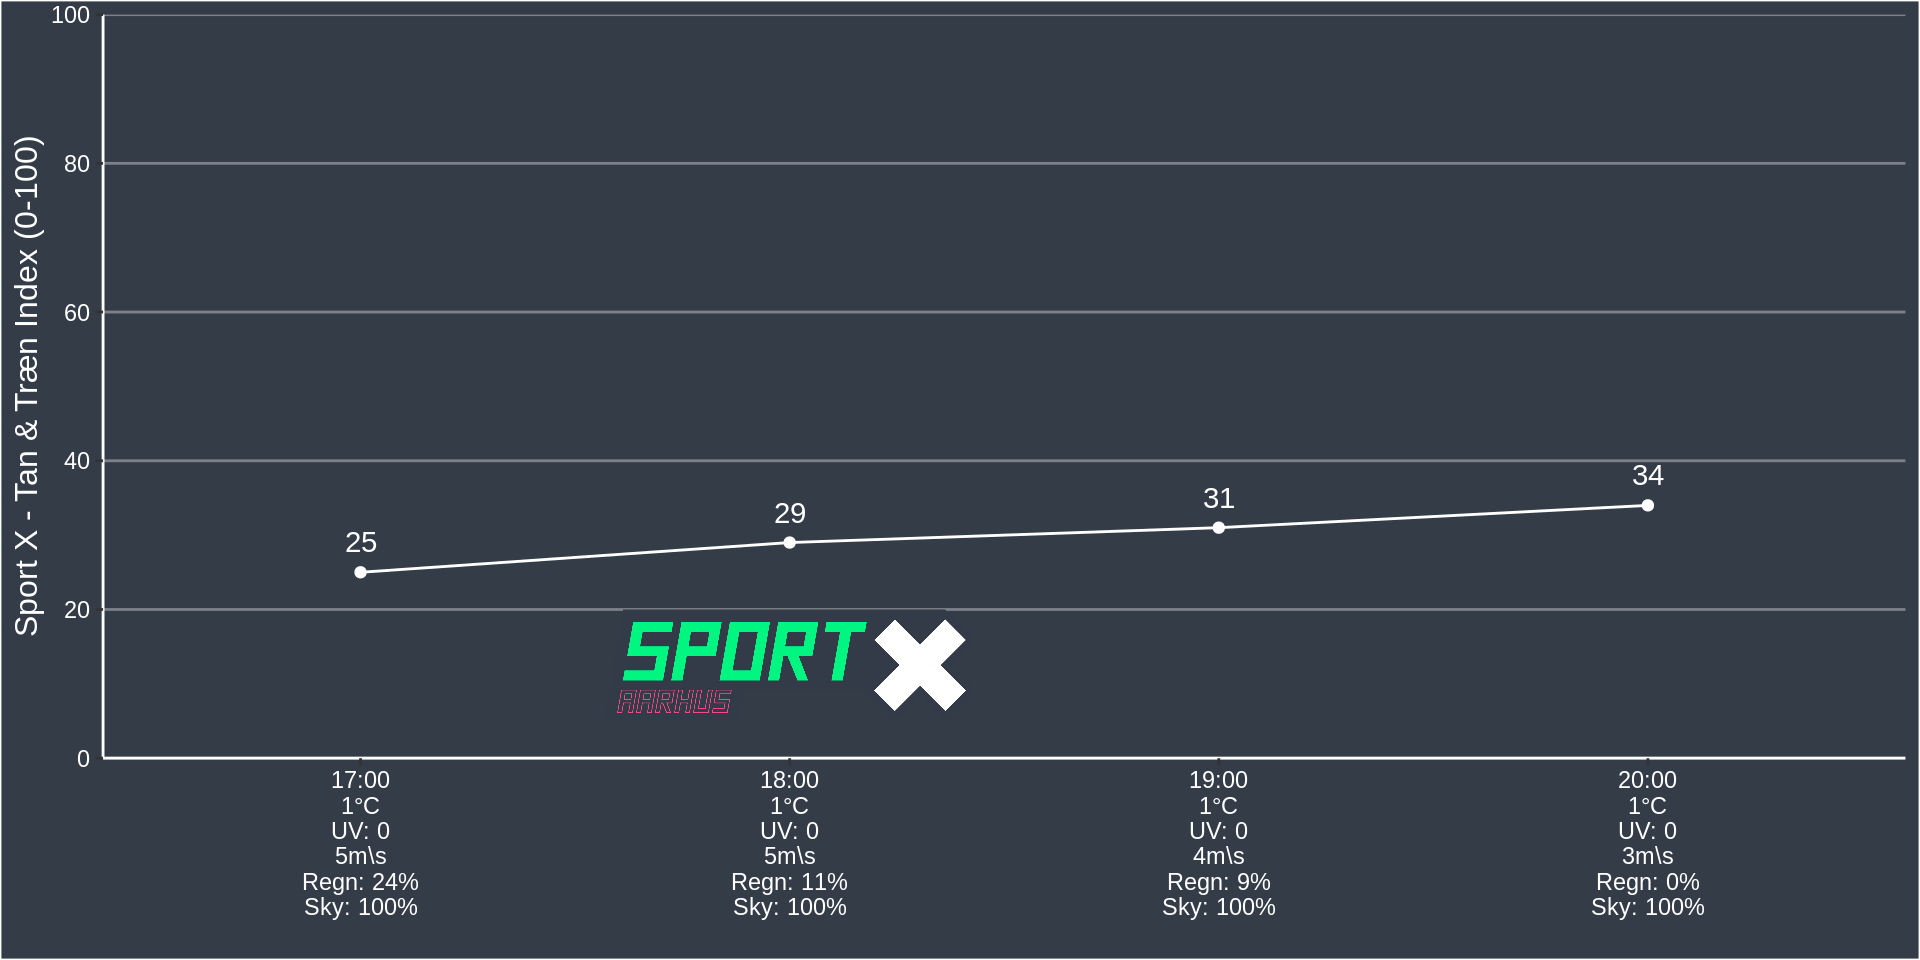 Sport X - Tan & Træn Index (0-100)
100
80
60
40
20
0
25
29
31
34
SPORT X
AARHUS
17:00
1°C
UV: 0
5m\s
Regn: 24%
Sky: 100%
18:00
1°C
UV: 0
5m\s
Regn: 11%
Sky: 100%
19:00
1°C
UV: 0
4m\s
Regn: 9%
Sky: 100%
20:00
1°C
UV: 0
3m\s
Regn: 0%
Sky: 100%